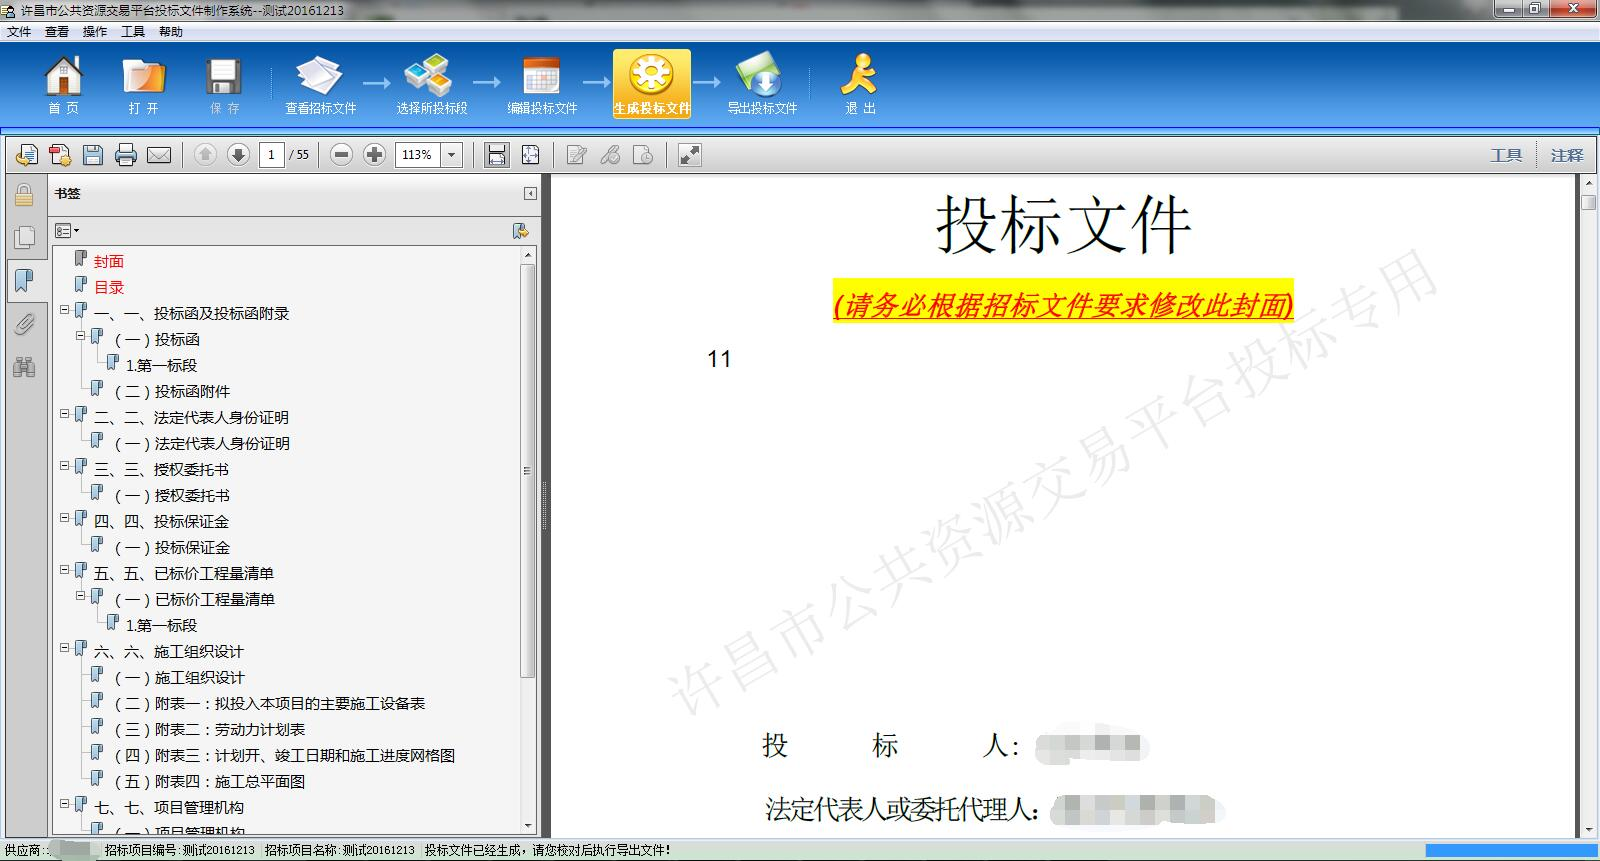 许昌市公共资源交易平台投标文件制作系统--测试20161213
文件 查看 操作 工具 帮助
首 页 打 开 保 存 查看招标文件 选择所投标段 编辑投标文件 生成投标文件 导出投标文件 退 出
1 / 55 113% 工具 注释
书签
封面
目录
一、一、投标函及投标函附录
（一）投标函
1.第一标段
（二）投标函附件
二、二、法定代表人身份证明
（一）法定代表人身份证明
三、三、授权委托书
（一）授权委托书
四、四、投标保证金
（一）投标保证金
五、五、已标价工程量清单
（一）已标价工程量清单
1.第一标段
六、六、施工组织设计
（一）施工组织设计
（二）附表一：拟投入本项目的主要施工设备表
（三）附表二：劳动力计划表
（四）附表三：计划开、竣工日期和施工进度网格图
（五）附表四：施工总平面图
七、七、项目管理机构
（一）项目管理机构
投标文件
(请务必根据招标文件要求修改此封面)
11
许昌市公共资源交易平台投标专用
投 标 人：
法定代表人或委托代理人：
供应商: 招标项目编号:测试20161213 招标项目名称:测试20161213 投标文件已经生成，请您校对后执行导出文件！